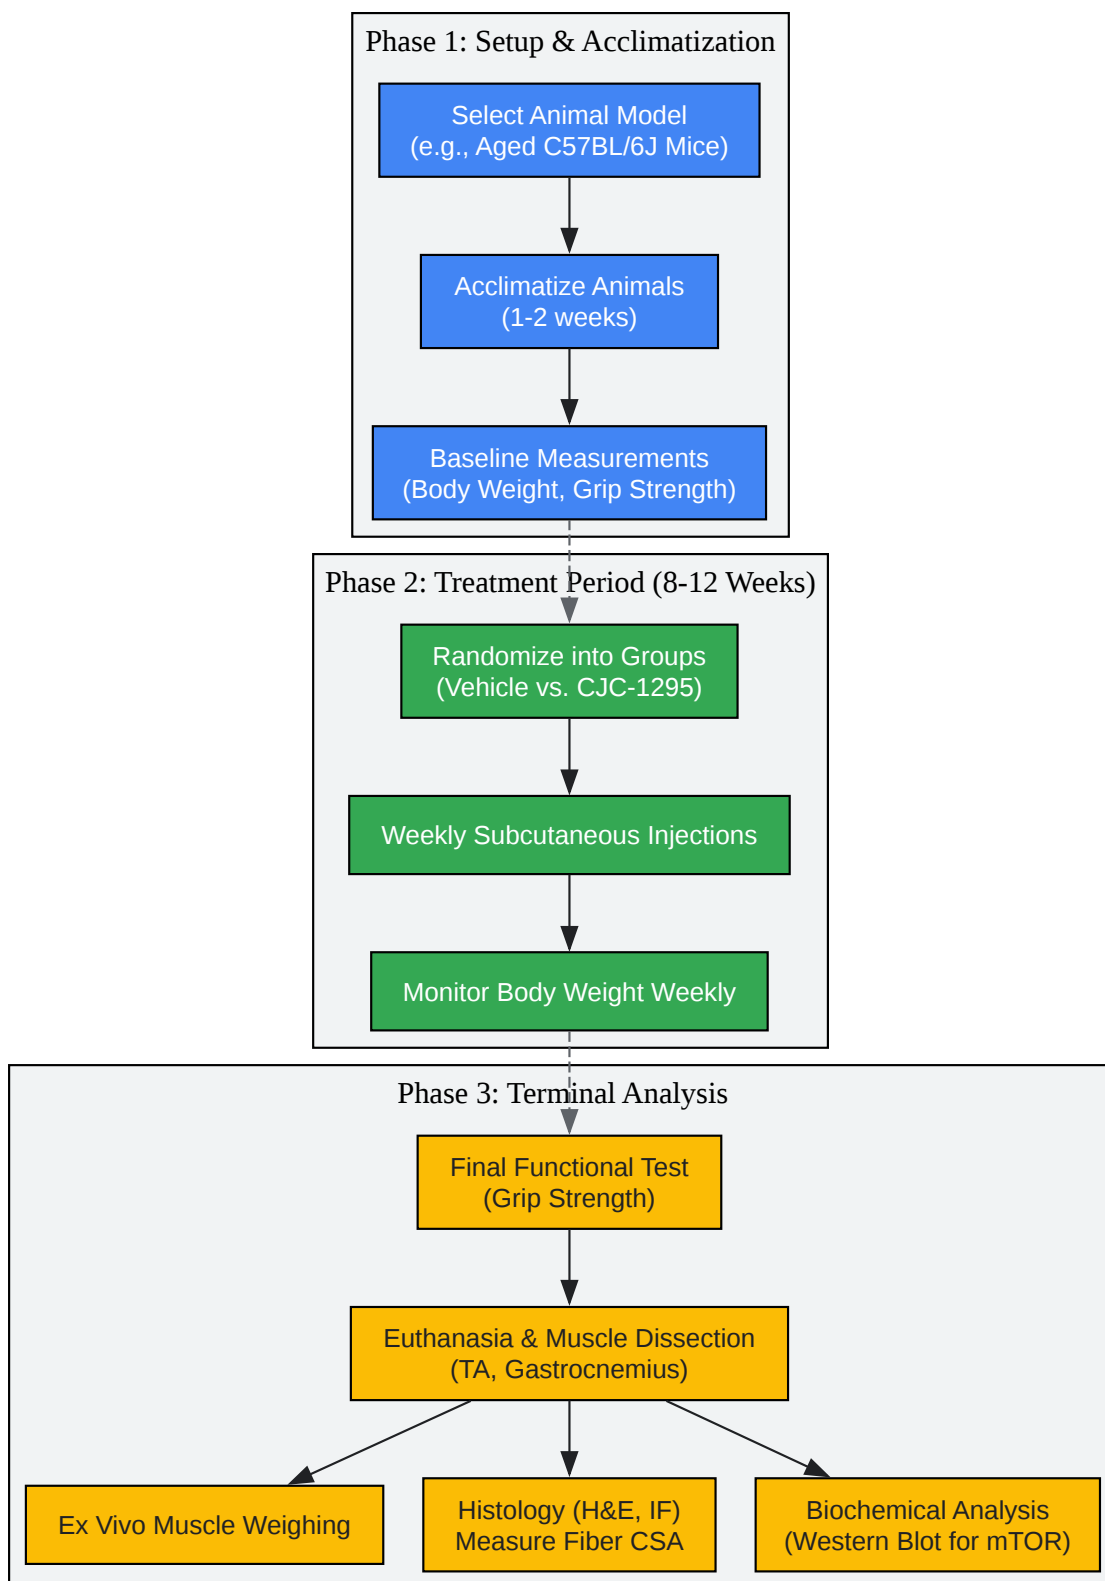 Phase 1: Setup & Acclimatization
Select Animal Model
(e.g., Aged C57BL/6J Mice)
Acclimatize Animals
(1-2 weeks)
Baseline Measurements
(Body Weight, Grip Strength)
Phase 2: Treatment Period (8-12 Weeks)
Randomize into Groups
(Vehicle vs. CJC-1295)
Weekly Subcutaneous Injections
Monitor Body Weight Weekly
Phase 3: Terminal Analysis
Final Functional Test
(Grip Strength)
Euthanasia & Muscle Dissection
(TA, Gastrocnemius)
Ex Vivo Muscle Weighing
Histology (H&E, IF)
Measure Fiber CSA
Biochemical Analysis
(Western Blot for mTOR)